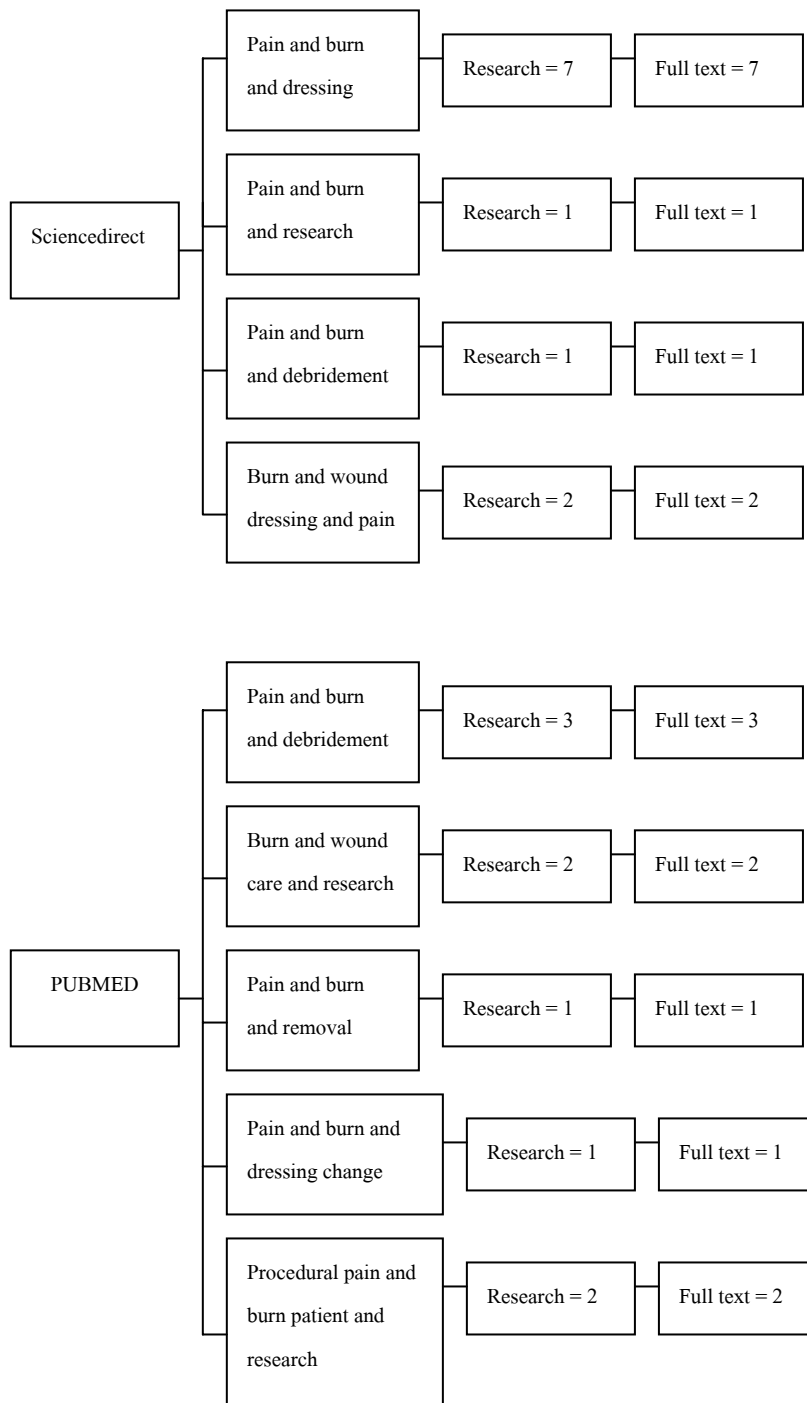 Pain and burn
and dressing
Research = 7
Full text = 7
Pain and burn
and research
Research = 1
Full text = 1
Sciencedirect
Pain and burn
and debridement
Research = 1
Full text = 1
Burn and wound
dressing and pain
Research = 2
Full text = 2
Pain and burn
and debridement
Research = 3
Full text = 3
Burn and wound
care and research
Research = 2
Full text = 2
PUBMED
Pain and burn
and removal
Research = 1
Full text = 1
Pain and burn and
dressing change
Research = 1
Full text = 1
Procedural pain and
burn patient and
research
Research = 2
Full text = 2